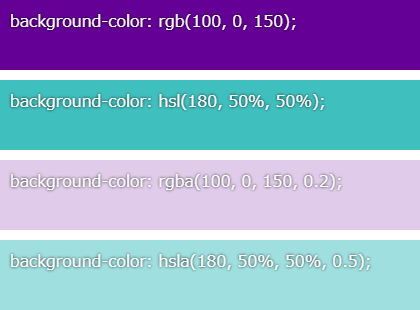 background-color: rgb(100, 0, 150);
background-color: hsl(180, 50%, 50%);
background-color: rgba(100, 0, 150, 0.2);
background-color: hsla(180, 50%, 50%, 0.5);